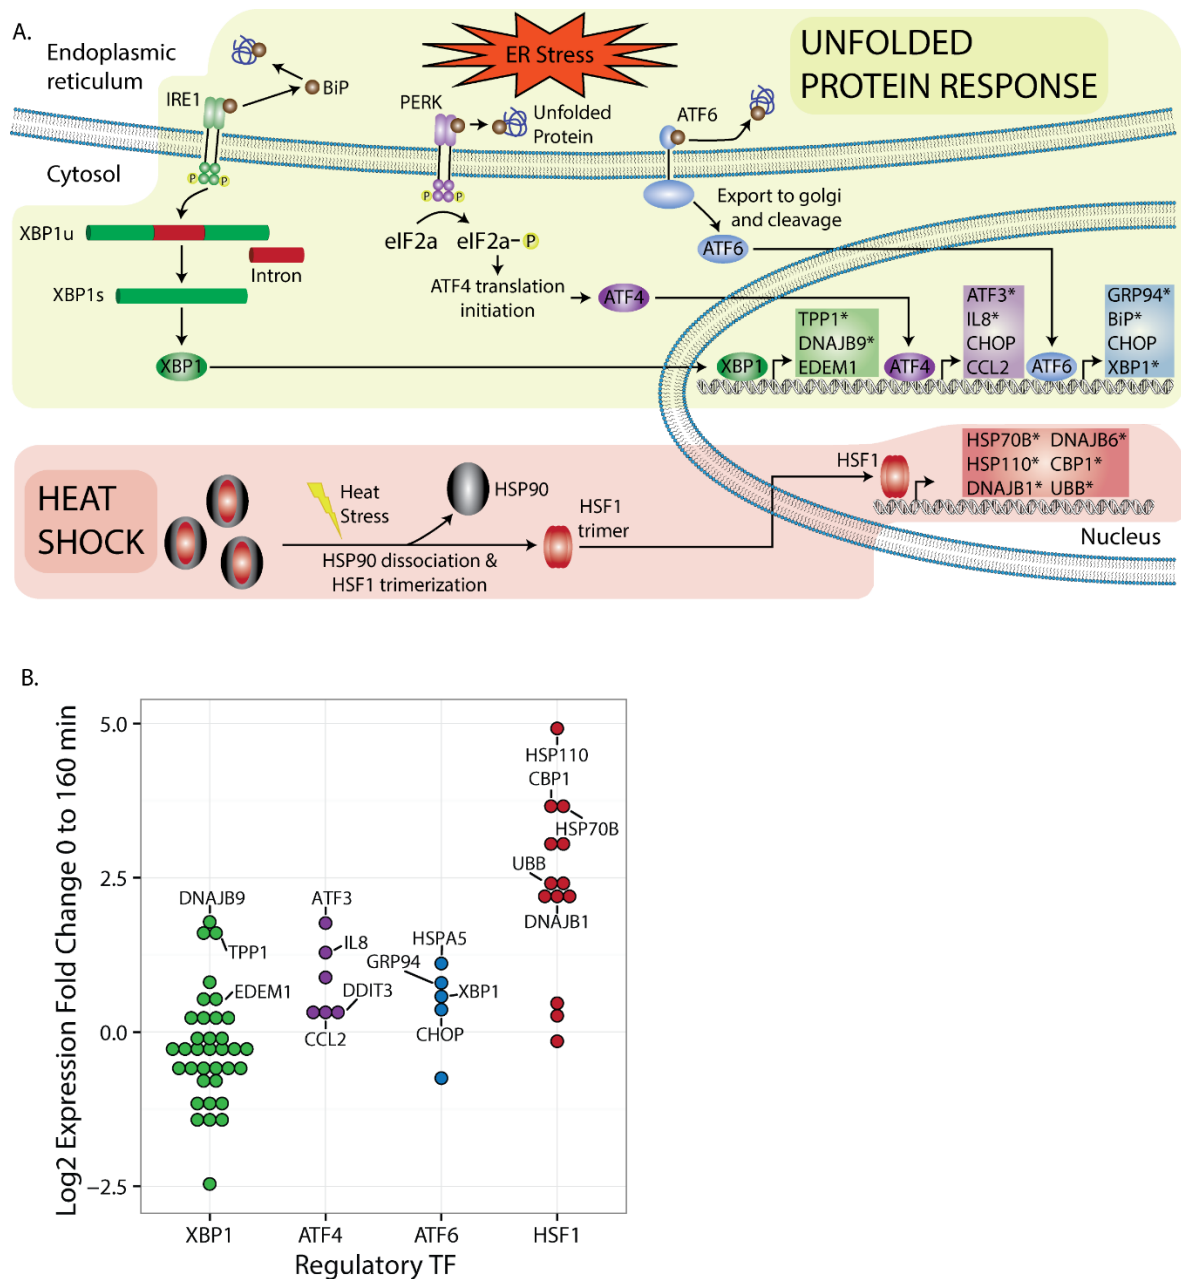 A.
Endoplasmic
reticulum
ER Stress
UNFOLDED
PROTEIN RESPONSE
IRE1
BiP
PERK
Unfolded
Protein
ATF6
Cytosol
P
P
P
P
XBP1u
Intron
XBP1s
XBP1
eIF2a
eIF2a
P
ATF4 translation
initiation
ATF4
Export to golgi
and cleavage
ATF6
XBP1
TPP1*
DNAJB9*
EDEM1
ATF4
ATF3*
IL8*
CHOP
CCL2
ATF6
GRP94*
BiP*
CHOP
XBP1*
HEAT
SHOCK
Heat
Stress
HSP90
HSP90 dissociation &
HSF1 trimerization
HSF1
trimer
HSF1
HSP70B* DNAJB6*
HSP110* CBP1*
DNAJB1* UBB*
Nucleus
B.
Log2 Expression Fold Change 0 to 160 min
5.0
2.5
0.0
−2.5
DNAJB9
TPP1
EDEM1
ATF3
IL8
DDIT3
CCL2
HSPA5
GRP94
XBP1
CHOP
HSP110
CBP1
HSP70B
UBB
DNAJB1
XBP1
ATF4
ATF6
HSF1
Regulatory TF